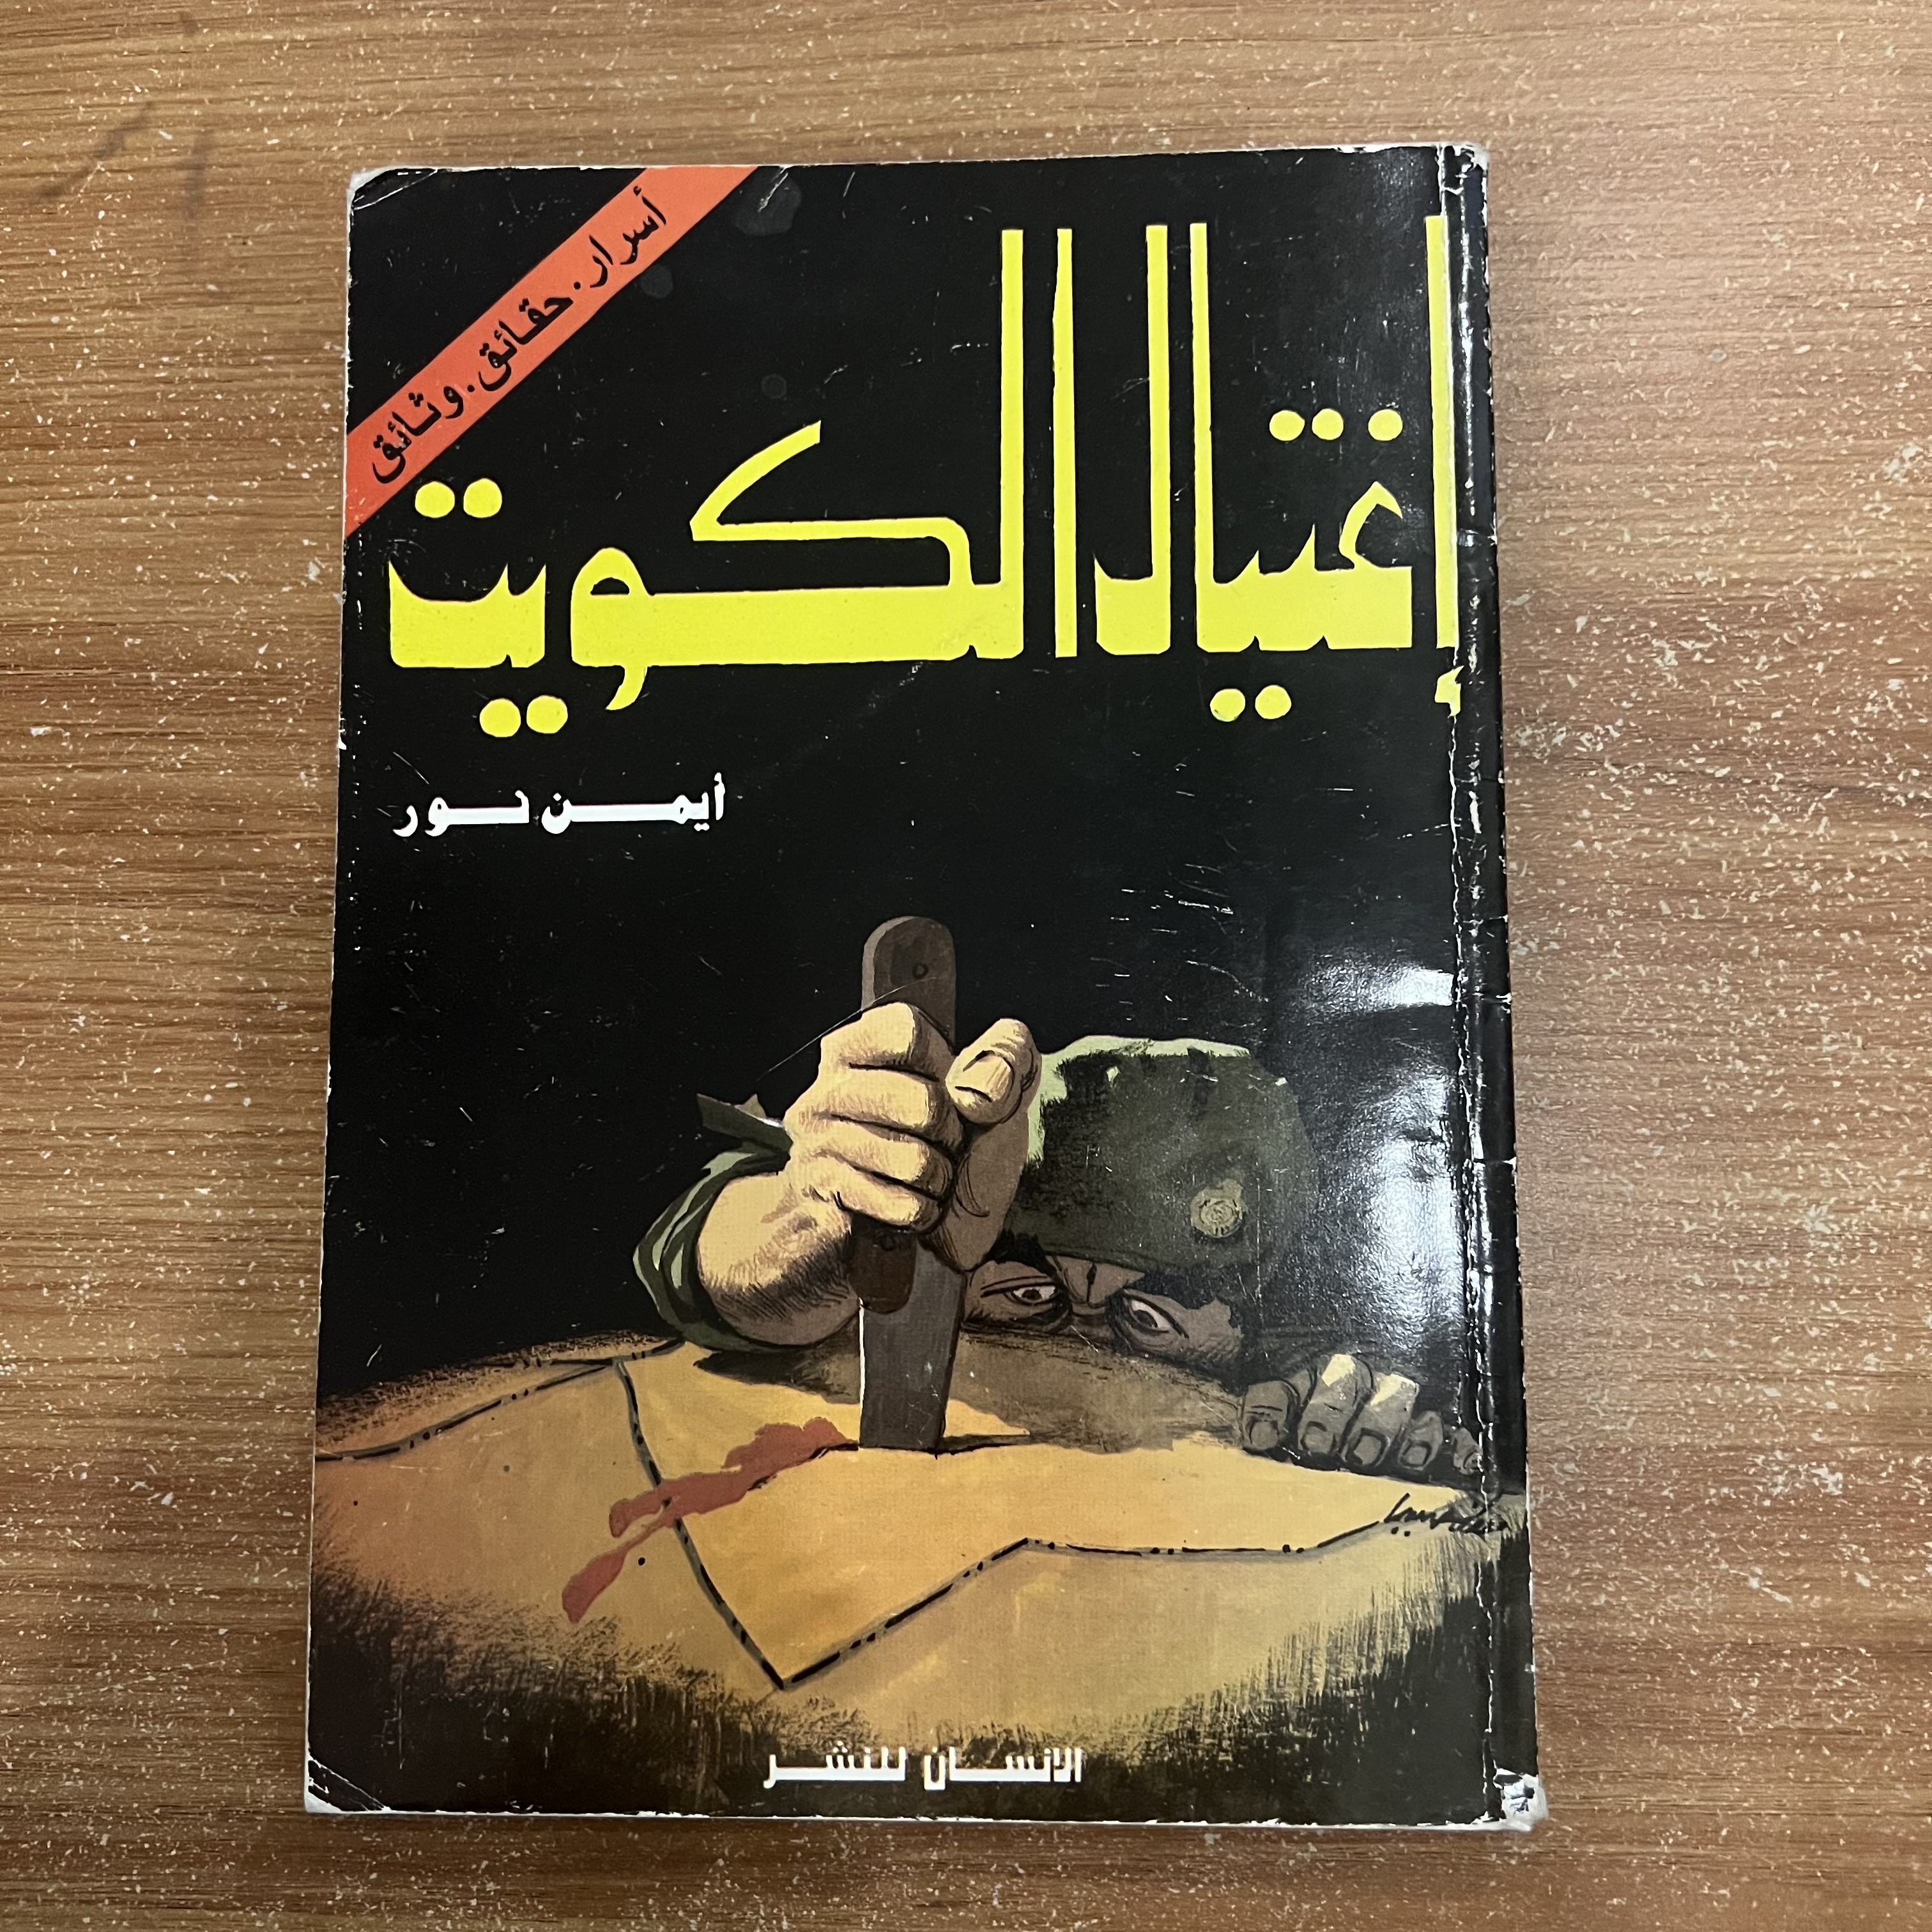 أسرار. حقائق. وثائق
إغتيال الكويت
أيمن نور
الانسان للنشر